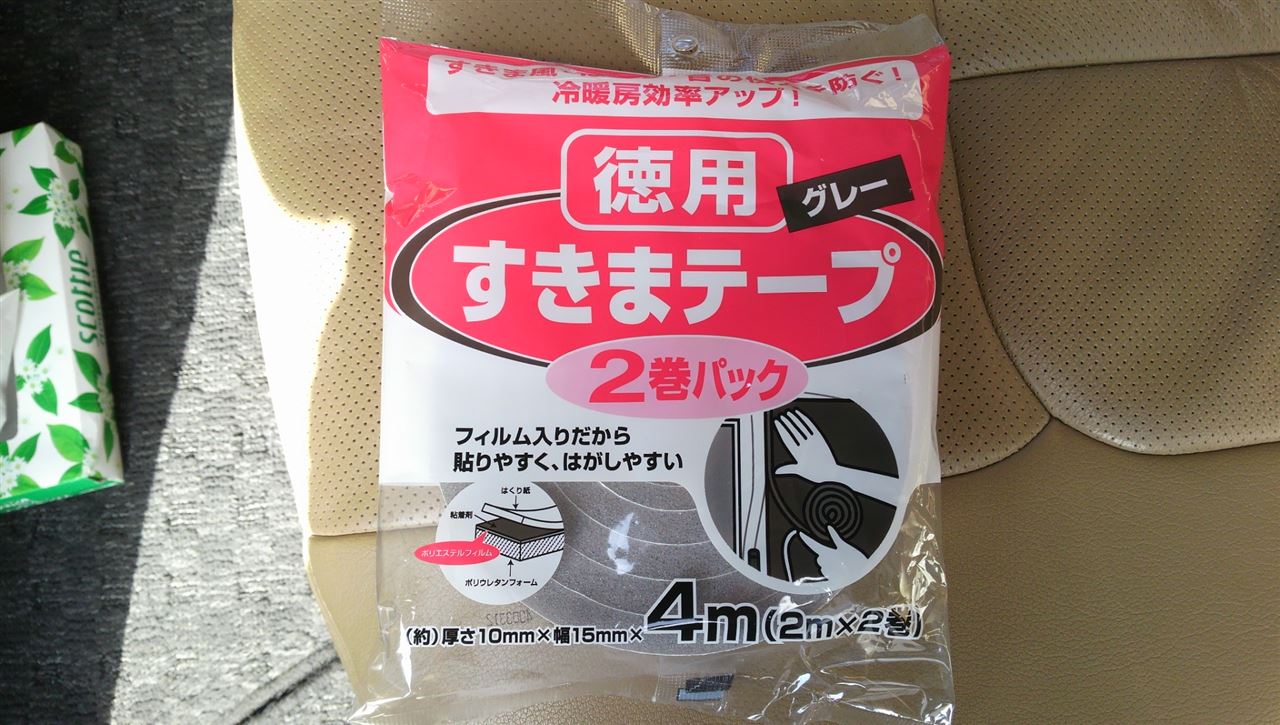 すきま風
を防ぐ!
冷暖房効率アップ!
徳用
グレー
すきまテープ
2巻パック
フィルム入りだから
貼りやすく、はがしやすい
はくり紙
粘着剤
ポリエステルフィルム
ポリウレタンフォーム
(約)厚さ10mm×幅15mm×4m(2m×2巻)